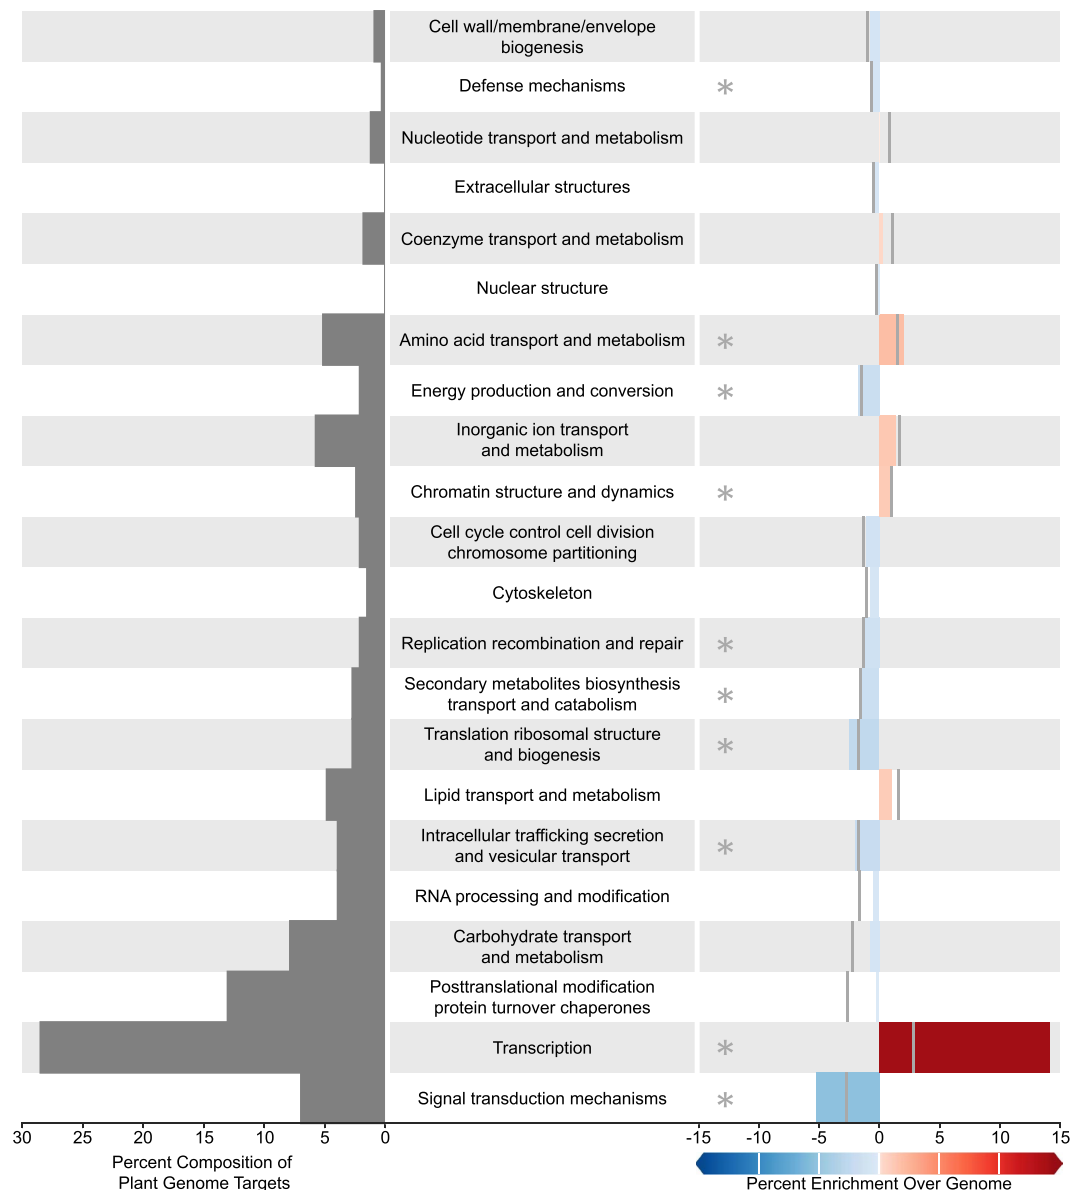 Cell wall/membrane/envelope
biogenesis
Defense mechanisms
*
Nucleotide transport and metabolism
Extracellular structures
Coenzyme transport and metabolism
Nuclear structure
Amino acid transport and metabolism
*
Energy production and conversion
*
Inorganic ion transport
and metabolism
Chromatin structure and dynamics
*
Cell cycle control cell division
chromosome partitioning
Cytoskeleton
Replication recombination and repair
*
Secondary metabolites biosynthesis
transport and catabolism
*
Translation ribosomal structure
and biogenesis
*
Lipid transport and metabolism
Intracellular trafficking secretion
and vesicular transport
*
RNA processing and modification
Carbohydrate transport
and metabolism
Posttranslational modification
protein turnover chaperones
Transcription
*
Signal transduction mechanisms
*
30 25 20 15 10 5 0
-15 -10 -5 0 5 10 15
Percent Composition of
Plant Genome Targets
Percent Enrichment Over Genome